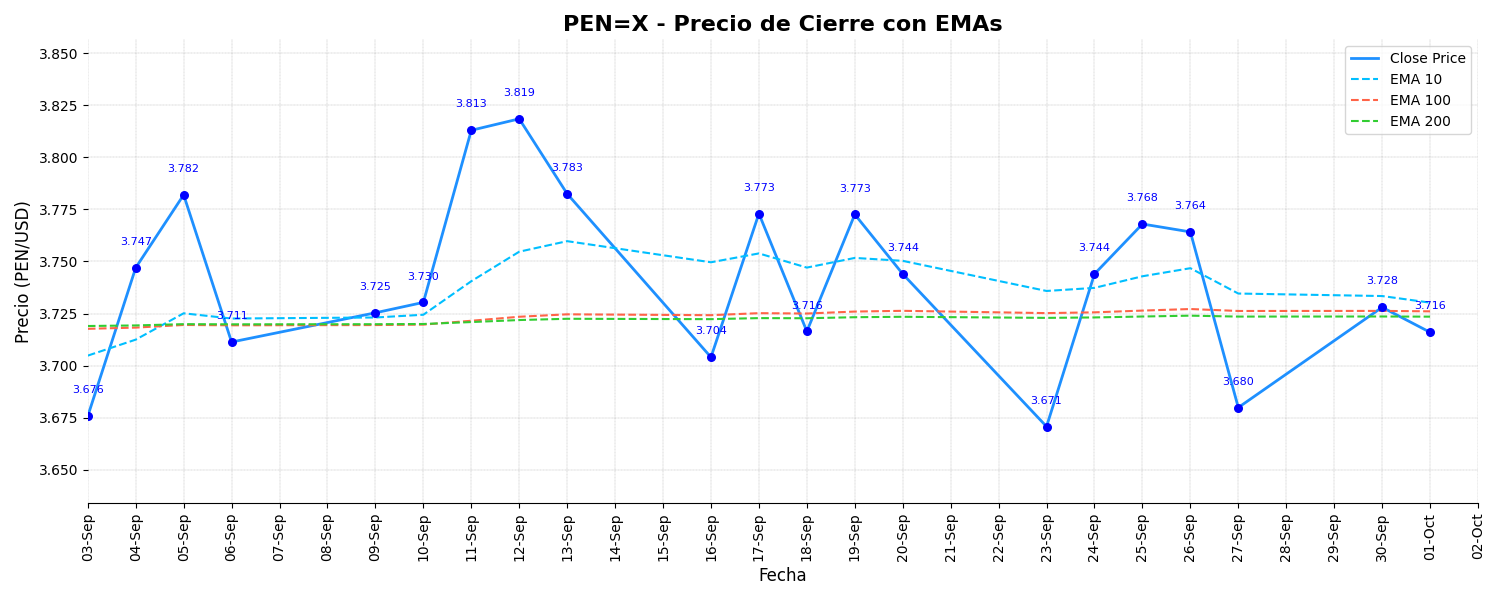 PEN=X - Precio de Cierre con EMAs
Precio (PEN/USD)
3.850
3.825
3.800
3.775
3.750
3.725
3.700
3.675
3.650
Close Price
EMA 10
EMA 100
EMA 200
3.676
3.747
3.782
3.711
3.725
3.730
3.813
3.819
3.783
3.704
3.773
3.716
3.773
3.744
3.671
3.744
3.768
3.764
3.680
3.728
3.716
03-Sep
04-Sep
05-Sep
06-Sep
07-Sep
08-Sep
09-Sep
10-Sep
11-Sep
12-Sep
13-Sep
14-Sep
15-Sep
16-Sep
17-Sep
18-Sep
19-Sep
20-Sep
21-Sep
22-Sep
23-Sep
24-Sep
25-Sep
26-Sep
27-Sep
28-Sep
29-Sep
30-Sep
01-Oct
02-Oct
Fecha